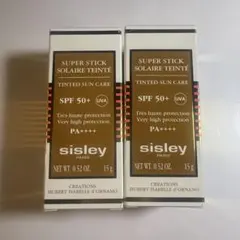 SUPER STICK
SOLAIRE TEINTÉ
TINTED SUN CARE
SPF 50+ UVA
Très haute protection
Very high protection
PA++++
sisley
PARIS
NET WT. 0.52 OZ. 15 g
CREATIONS
HUBERT ISABELLE d'ORNANO
SUPER STICK
SOLAIRE TEINTÉ
TINTED SUN CARE
SPF 50+ UVA
Très haute protection
Very high protection
PA++++
sisley
PARIS
NET WT. 0.52 OZ. 15 g
CREATIONS
HUBERT ISABELLE d'ORNANO